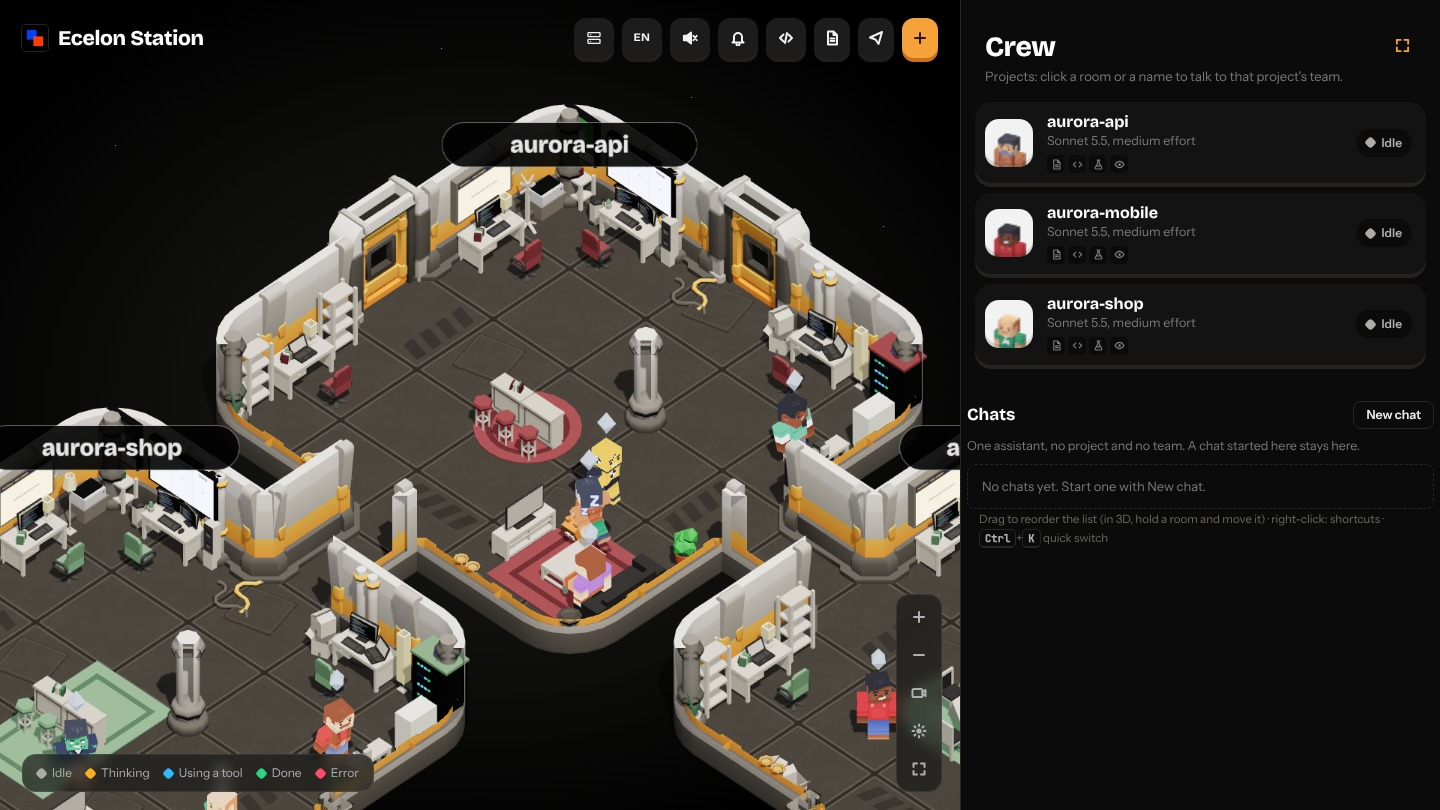 Ecelon Station
EN
aurora-api
aurora-shop
a
z
z
Idle
Thinking
Using a tool
Done
Error
Crew
Projects: click a room or a name to talk to that project's team.
aurora-api
Sonnet 5.5, medium effort
Idle
aurora-mobile
Sonnet 5.5, medium effort
Idle
aurora-shop
Sonnet 5.5, medium effort
Idle
Chats
New chat
One assistant, no project and no team. A chat started here stays here.
No chats yet. Start one with New chat.
Drag to reorder the list (in 3D, hold a room and move it) · right-click: shortcuts ·
Ctrl + K quick switch